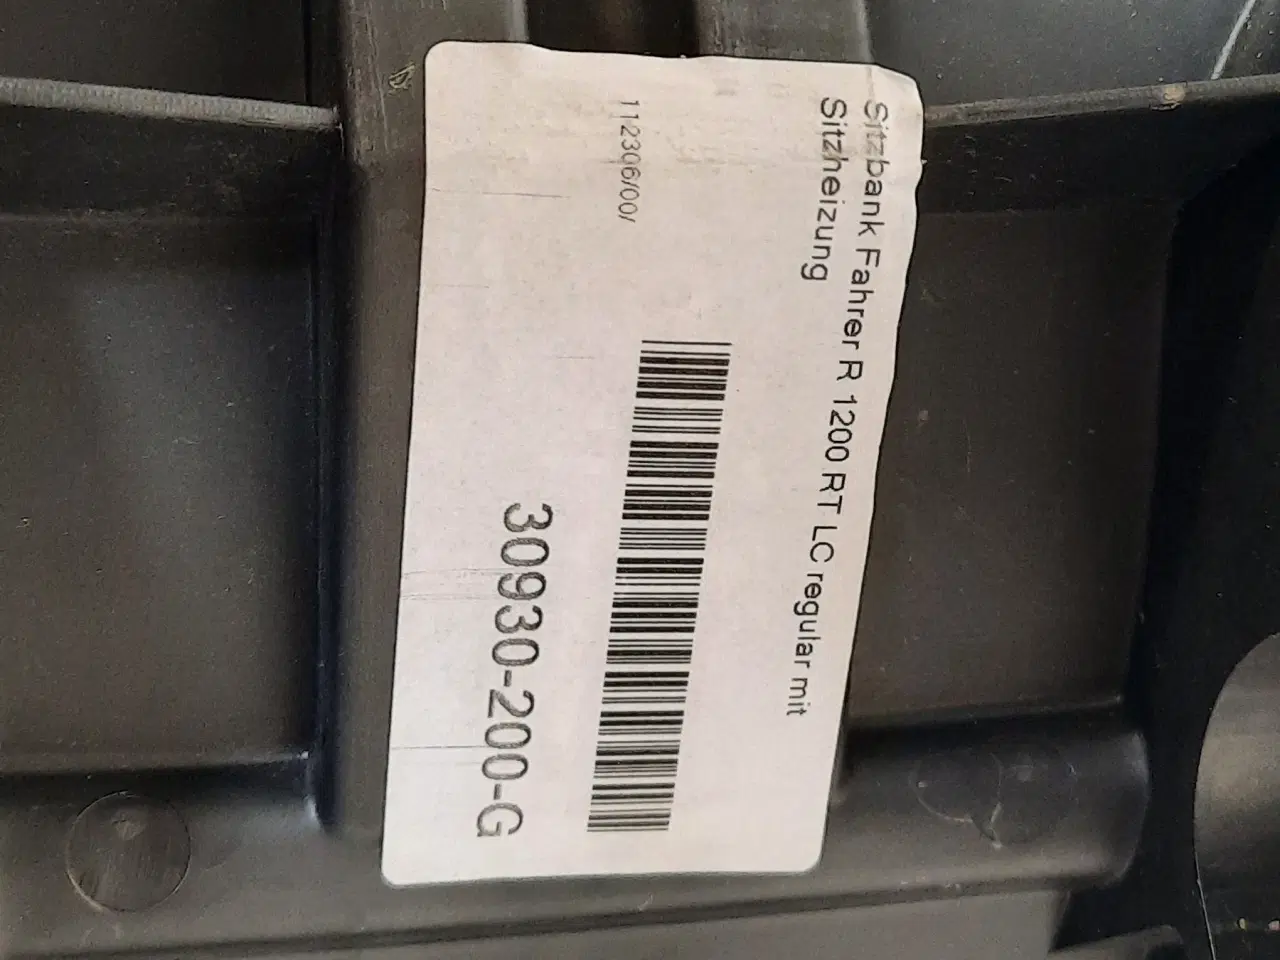 Sitzbank Fahrer R 1200 RT LC regular mit
Sitzheizung
112306/00/
30930-200-G